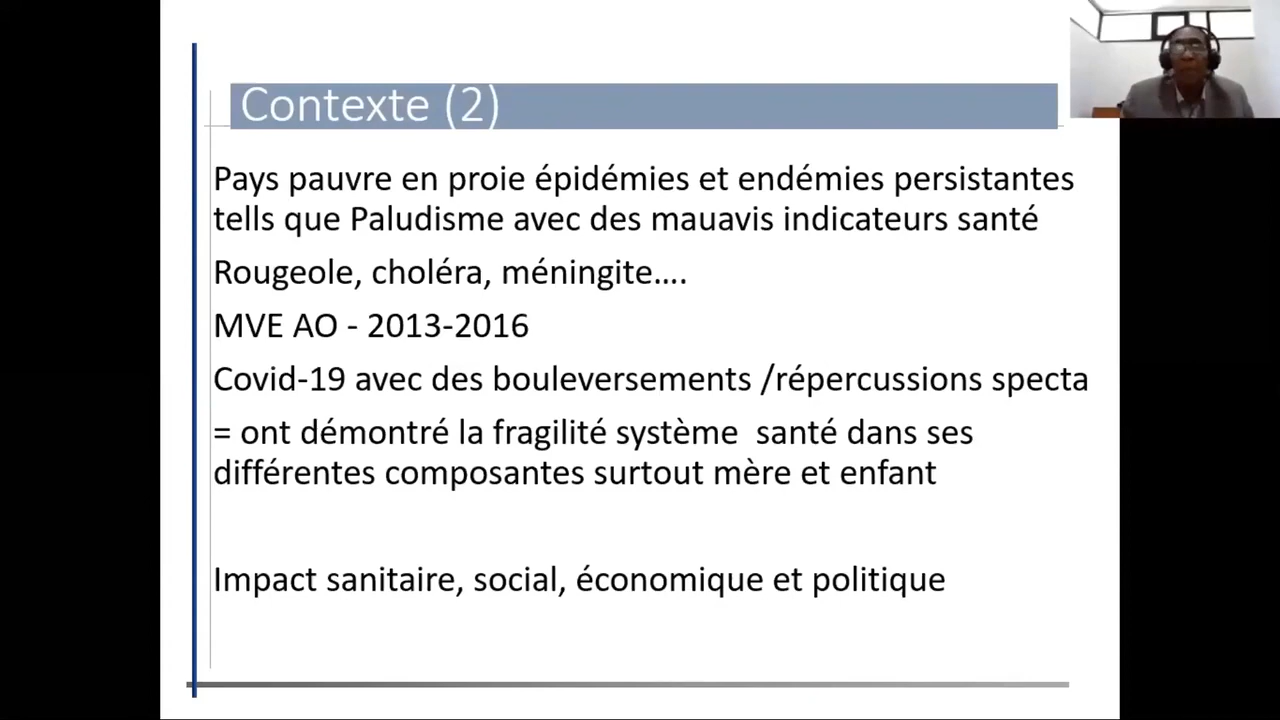 Contexte (2)
Pays pauvre en proie épidémies et endémies persistantes
tells que Paludisme avec des mauavis indicateurs santé
Rougeole, choléra, méningite....
MVE AO - 2013-2016
Covid-19 avec des bouleversements /répercussions specta
= ont démontré la fragilité système  santé dans ses
différentes composantes surtout mère et enfant
Impact sanitaire, social, économique et politique